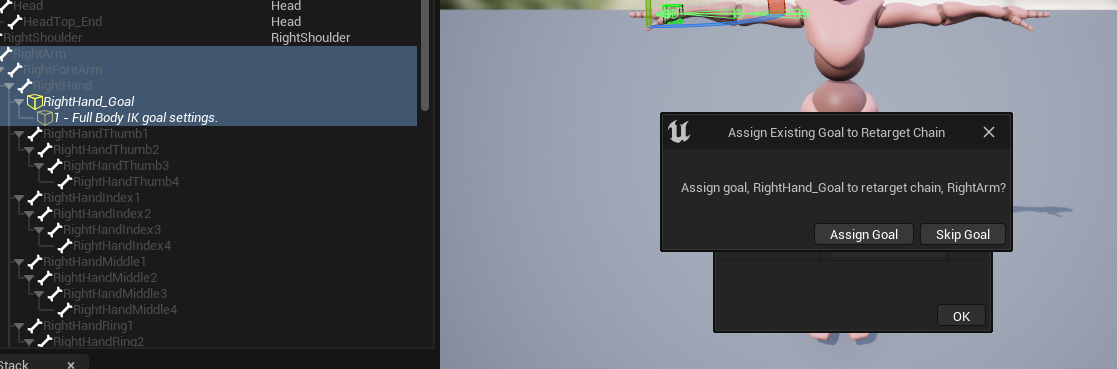 Head Head
HeadTop_End Head
RightShoulder RightShoulder
RightArm
RightForeArm
RightHand
RightHand_Goal
1 - Full Body IK goal settings.
RightHandThumb1
RightHandThumb2
RightHandThumb3
RightHandThumb4
RightHandIndex1
RightHandIndex2
RightHandIndex3
RightHandIndex4
RightHandMiddle1
RightHandMiddle2
RightHandMiddle3
RightHandMiddle4
RightHandRing1
RightHandRing2
Stack
Assign Existing Goal to Retarget Chain
Assign goal, RightHand_Goal to retarget chain, RightArm?
Assign Goal Skip Goal
OK